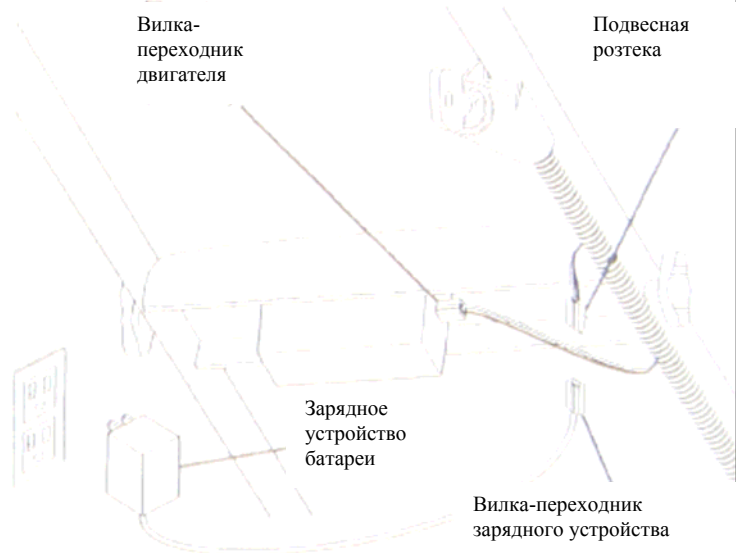 Вилка-
переходник
двигателя
Подвесная
розтека
Зарядное
устройство
батареи
Вилка-переходник
зарядного устройства